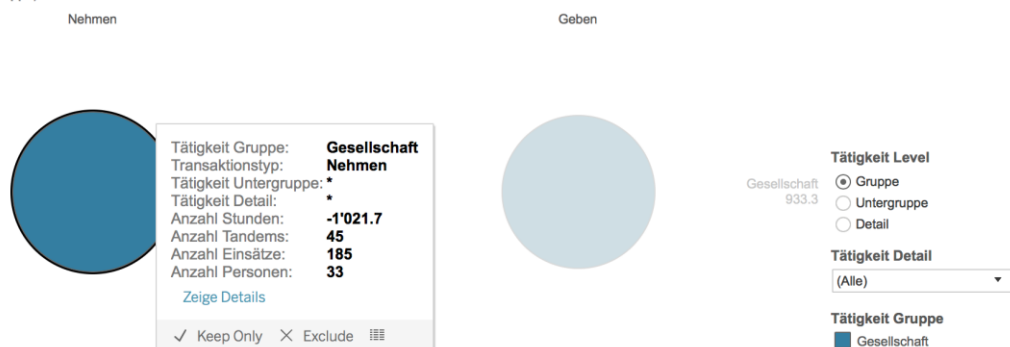 Nehmen
Geben
Tätigkeit Gruppe: Gesellschaft
Transaktionstyp: Nehmen
Tätigkeit Untergruppe: *
Tätigkeit Detail: *
Anzahl Stunden: -1'021.7
Anzahl Tandems: 45
Anzahl Einsätze: 185
Anzahl Personen: 33
Zeige Details
Keep Only Exclude
Gesellschaft
933.3
Tätigkeit Level
Gruppe
Untergruppe
Detail
Tätigkeit Detail
(Alle)
Tätigkeit Gruppe
Gesellschaft